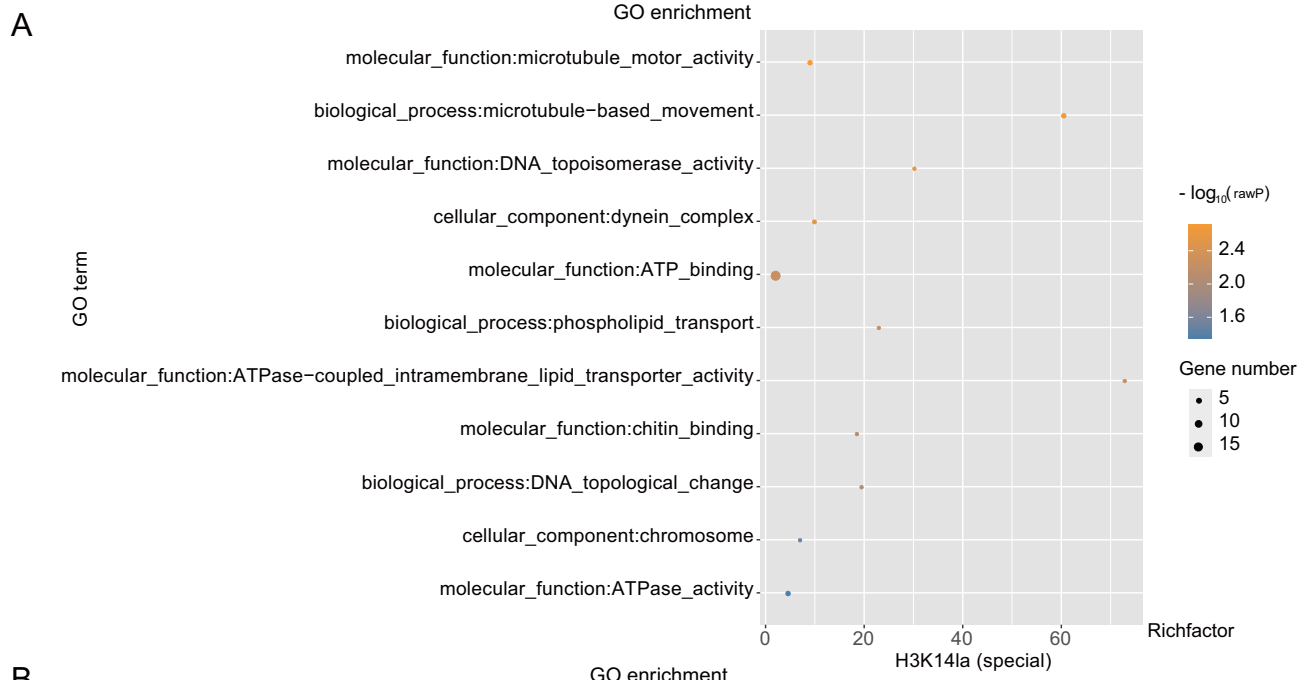 A
GO enrichment
molecular_function:microtubule_motor_activity
biological_process:microtubule−based_movement
molecular_function:DNA_topoisomerase_activity
cellular_component:dynein_complex
molecular_function:ATP_binding
biological_process:phospholipid_transport
molecular_function:ATPase−coupled_intramembrane_lipid_transporter_activity
molecular_function:chitin_binding
biological_process:DNA_topological_change
cellular_component:chromosome
molecular_function:ATPase_activity
GO term
0 20 40 60
Richfactor
H3K14la (special)
- log10(rawP)
2.4
2.0
1.6
Gene number
5
10
15
B
GO enrichment